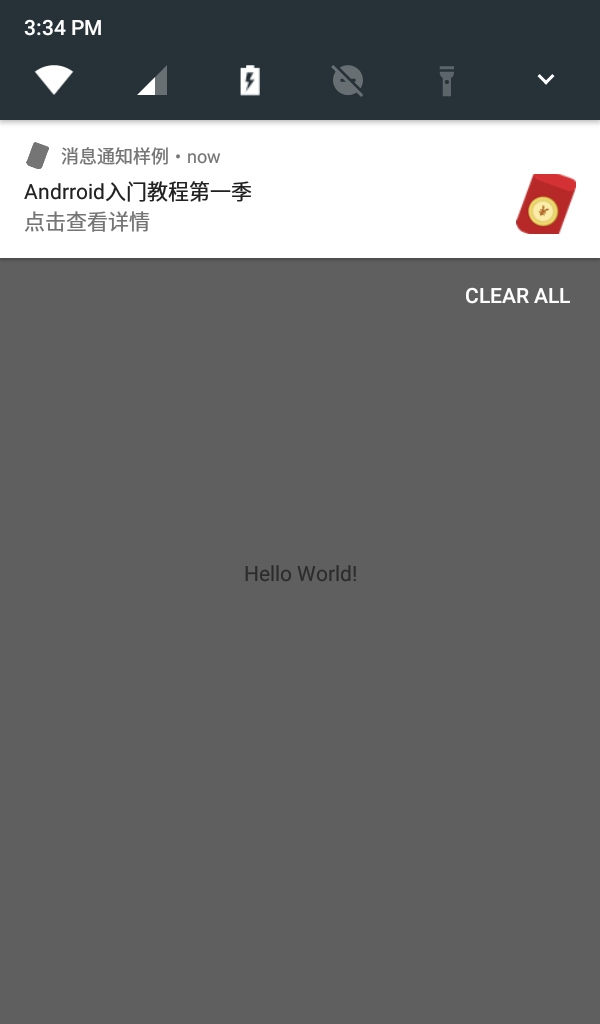 3:34 PM
消息通知样例 • now
Andrroid入门教程第一季
点击查看详情
CLEAR ALL
Hello World!